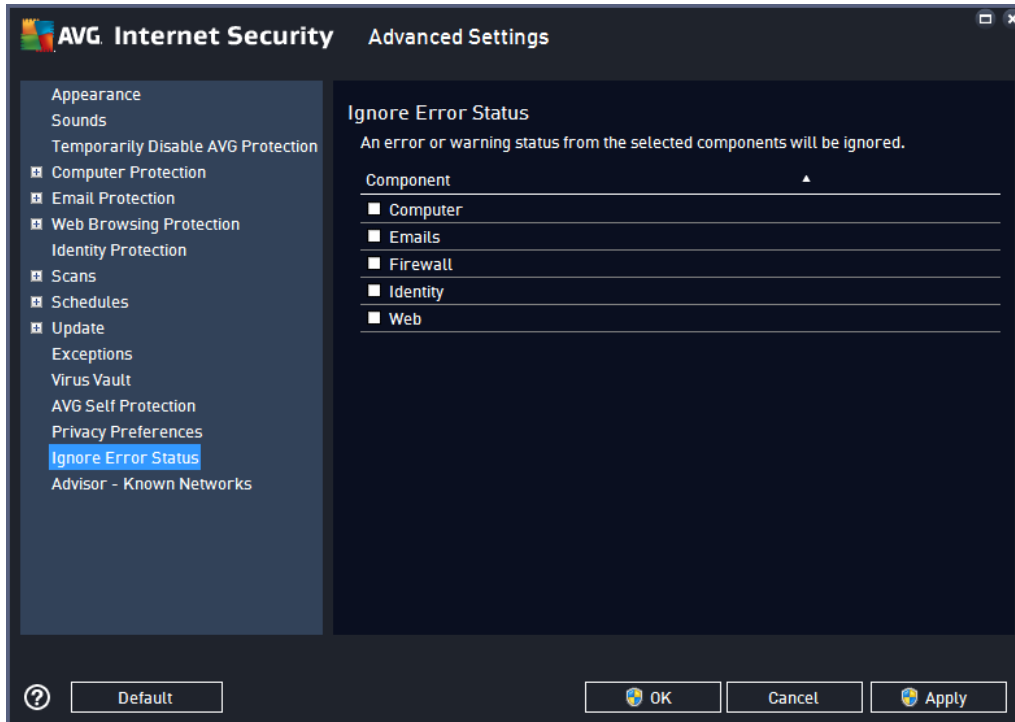 AVG. Internet Security Advanced Settings
Appearance
Sounds
Temporarily Disable AVG Protection
Computer Protection
Email Protection
Web Browsing Protection
Identity Protection
Scans
Schedules
Update
Exceptions
Virus Vault
AVG Self Protection
Privacy Preferences
Ignore Error Status
Advisor - Known Networks
Ignore Error Status
An error or warning status from the selected components will be ignored.
Component
Computer
Emails
Firewall
Identity
Web
? Default OK Cancel Apply